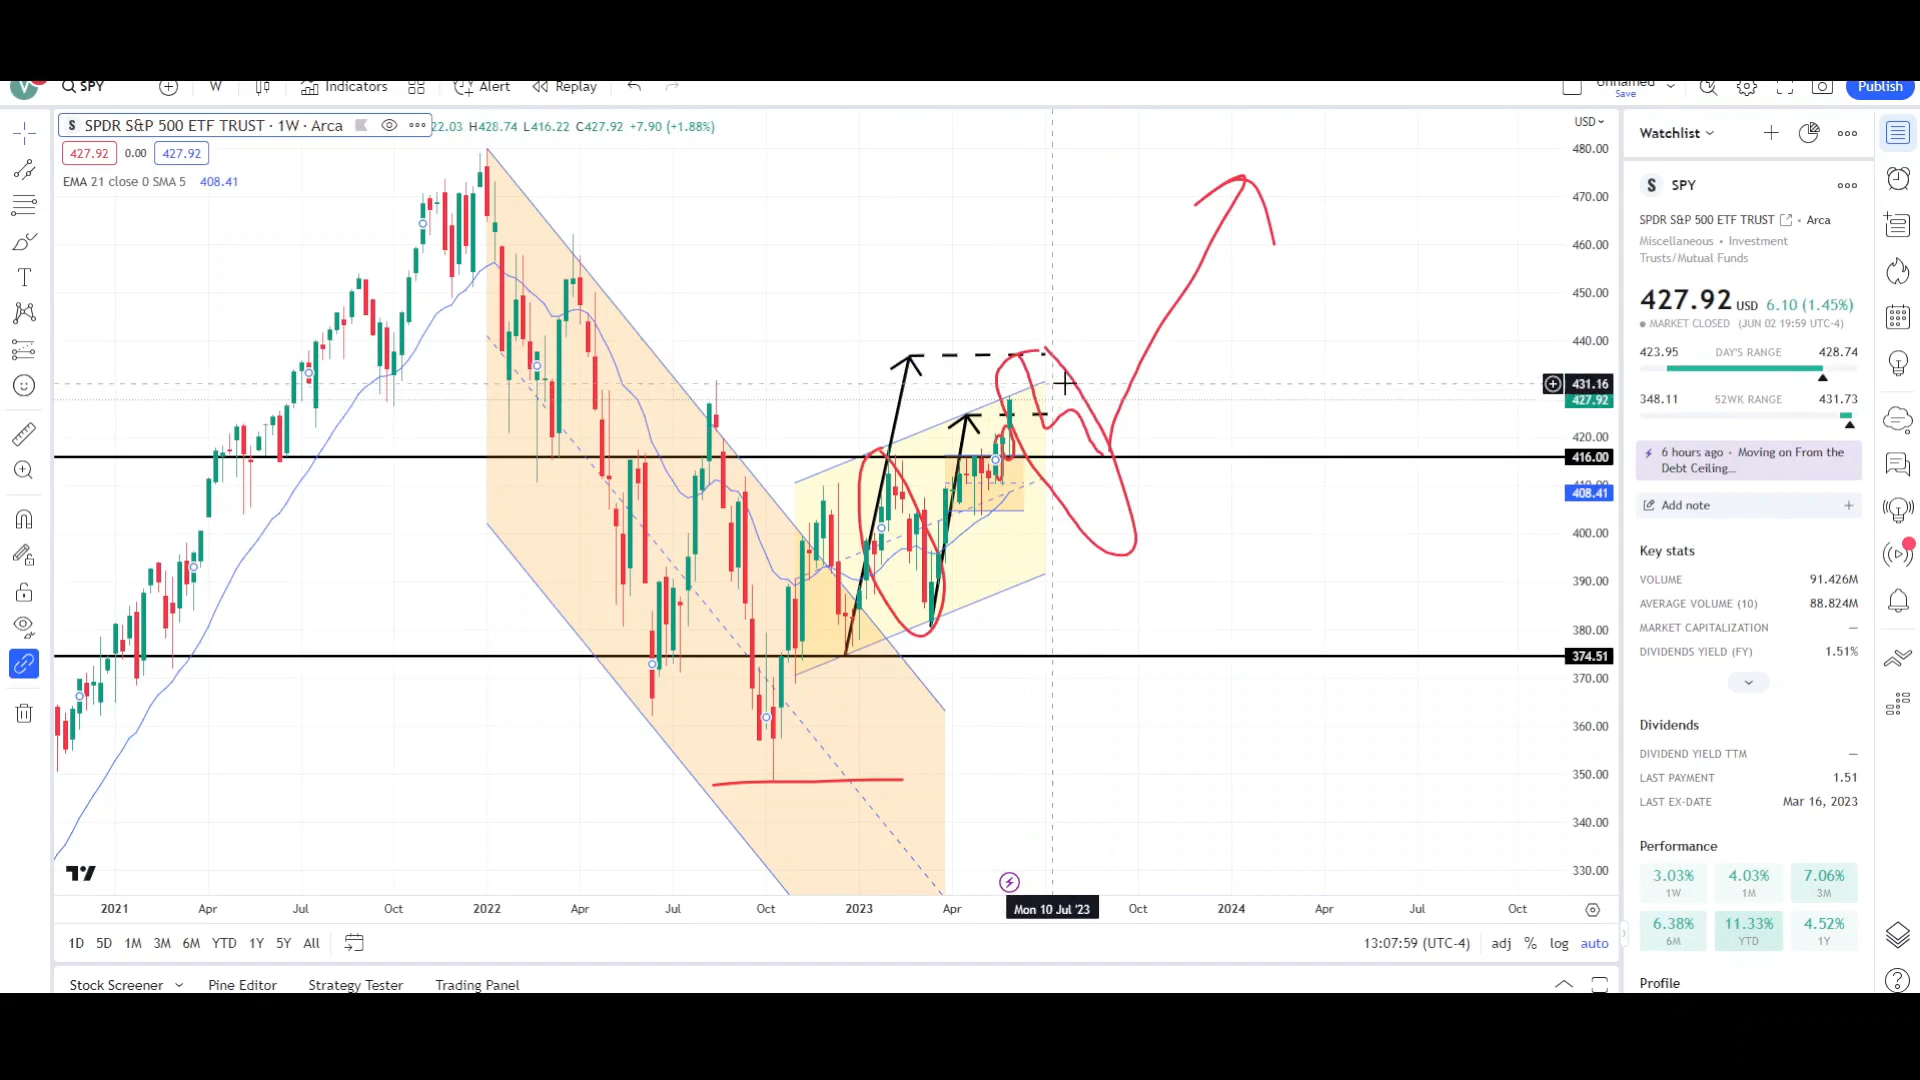 SPY
W
Indicators
Alert
Replay
Unnamed
Save
Publish
S SPDR S&P 500 ETF TRUST · 1W · Arca 22.03 H428.74 L416.22 C427.92 +7.90 (+1.88%)
427.92 0.00 427.92
EMA 21 close 0 SMA 5 408.41
USD
480.00
470.00
460.00
450.00
440.00
431.16
427.92
420.00
416.00
410.00
408.41
400.00
390.00
380.00
374.51
370.00
360.00
350.00
340.00
330.00
2021 Apr Jul Oct 2022 Apr Jul Oct 2023 Apr Mon 10 Jul '23 Oct 2024 Apr Jul Oct
1D 5D 1M 3M 6M YTD 1Y 5Y All
13:07:59 (UTC-4) adj % log auto
Stock Screener Pine Editor Strategy Tester Trading Panel
Watchlist
S SPY
SPDR S&P 500 ETF TRUST • Arca
Miscellaneous • Investment
Trusts/Mutual Funds
427.92 USD 6.10 (1.45%)
MARKET CLOSED (JUN 02 19:59 UTC-4)
423.95 DAY'S RANGE 428.74
348.11 52WK RANGE 431.73
6 hours ago • Moving on From the
Debt Ceiling...
Add note
Key stats
VOLUME 91.426M
AVERAGE VOLUME (10) 88.824M
MARKET CAPITALIZATION —
DIVIDENDS YIELD (FY) 1.51%
Dividends
DIVIDEND YIELD TTM —
LAST PAYMENT 1.51
LAST EX-DATE Mar 16, 2023
Performance
3.03% 4.03% 7.06%
1W 1M 3M
6.38% 11.33% 4.52%
6M YTD 1Y
Profile